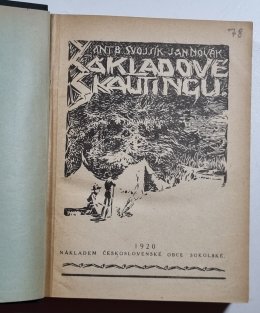 78
ANT. B. SVOJSÍK - JAN NOVÁK
ZÁKLADOVÉ
SKAUTINGU
1920
NÁKLADEM ČESKOSLOVENSKÉ OBCE SOKOLSKÉ.